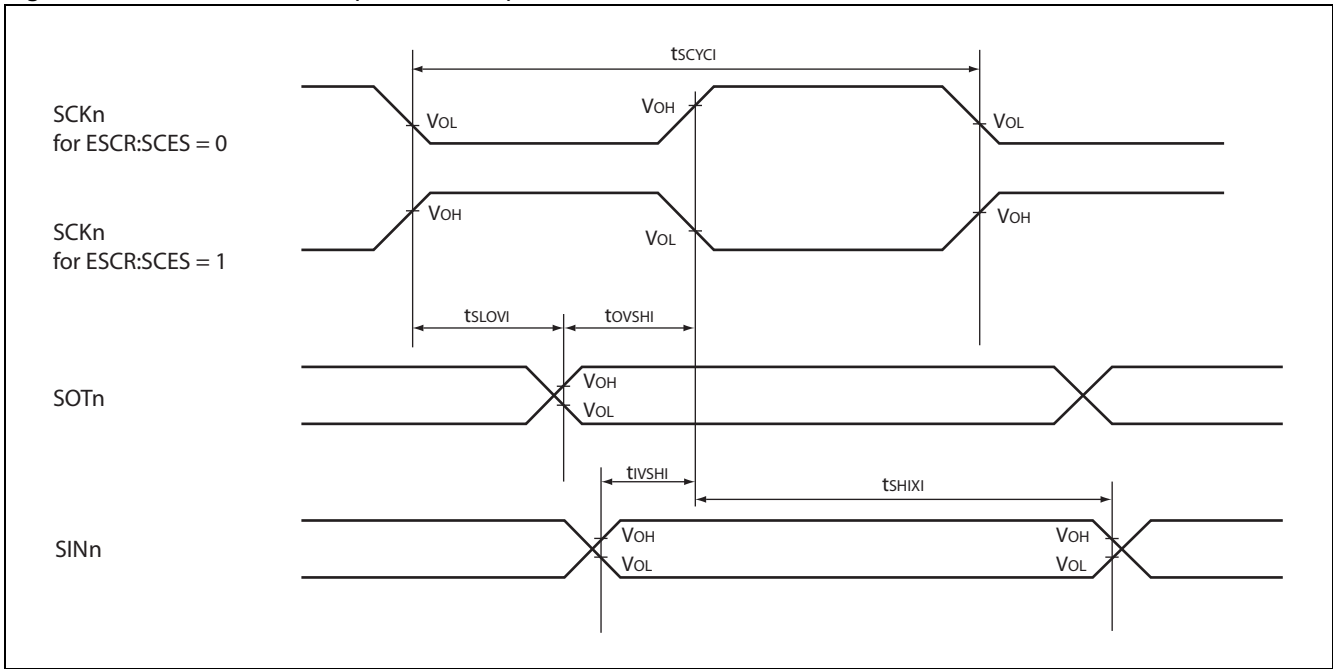 tSCYCI
SCKn
for ESCR:SCES = 0
VOL
VOH
VOL
SCKn
for ESCR:SCES = 1
VOH
VOL
VOH
tSLOVI
tOVSHI
SOTn
VOH
VOL
tIVSHI
tSHIXI
SINn
VOH
VOH
VOL
VOL